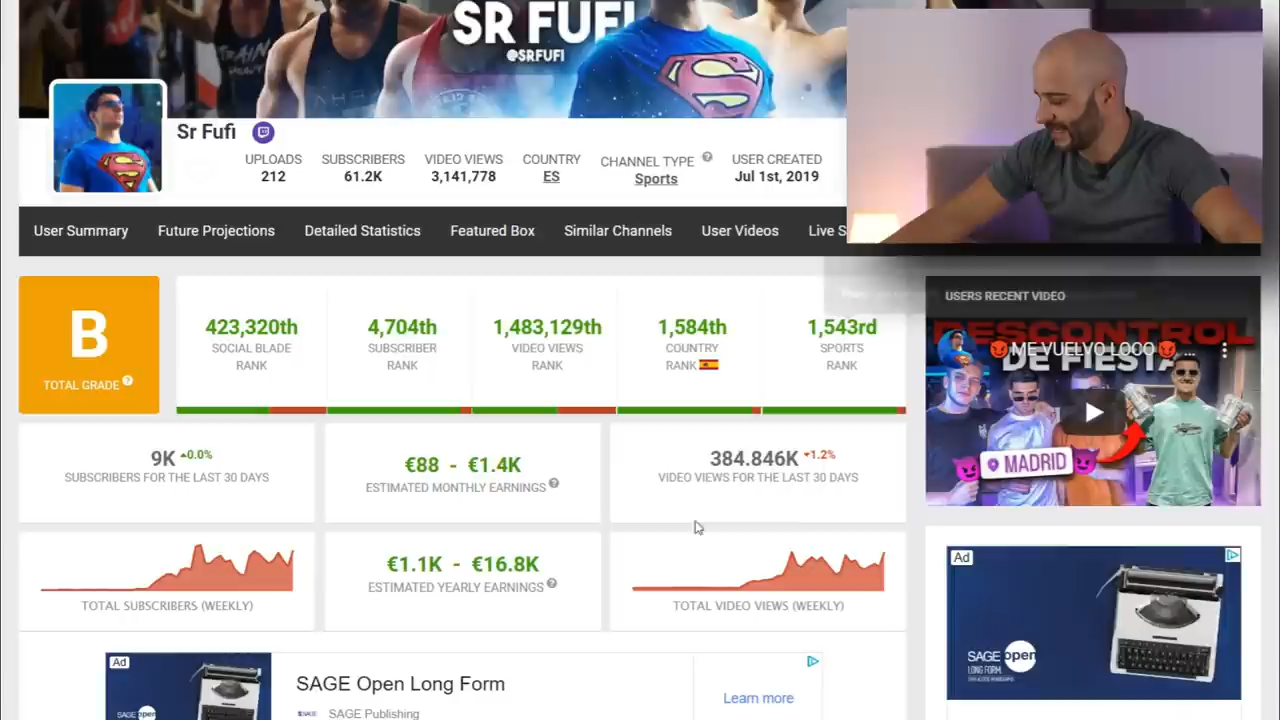 SR FUFI
@SRFUFI
Sr Fufi
UPLOADS
212
SUBSCRIBERS
61.2K
VIDEO VIEWS
3,141,778
COUNTRY
ES
CHANNEL TYPE
Sports
USER CREATED
Jul 1st, 2019
User Summary
Future Projections
Detailed Statistics
Featured Box
Similar Channels
User Videos
Live S
B
TOTAL GRADE
423,320th
SOCIAL BLADE
RANK
4,704th
SUBSCRIBER
RANK
1,483,129th
VIDEO VIEWS
RANK
1,584th
COUNTRY
RANK
1,543rd
SPORTS
RANK
USERS RECENT VIDEO
DESCONTROL
DE FIESTA
😈ME VUELVO LOCO😈 ...
MADRID
9K ▲0.0%
SUBSCRIBERS FOR THE LAST 30 DAYS
€88 - €1.4K
ESTIMATED MONTHLY EARNINGS
384.846K ▼1.2%
VIDEO VIEWS FOR THE LAST 30 DAYS
TOTAL SUBSCRIBERS (WEEKLY)
€1.1K - €16.8K
ESTIMATED YEARLY EARNINGS
TOTAL VIDEO VIEWS (WEEKLY)
Ad
SAGE open
LONG FORM
Ad
SAGE open
SAGE Open Long Form
SAGE Publishing
Learn more